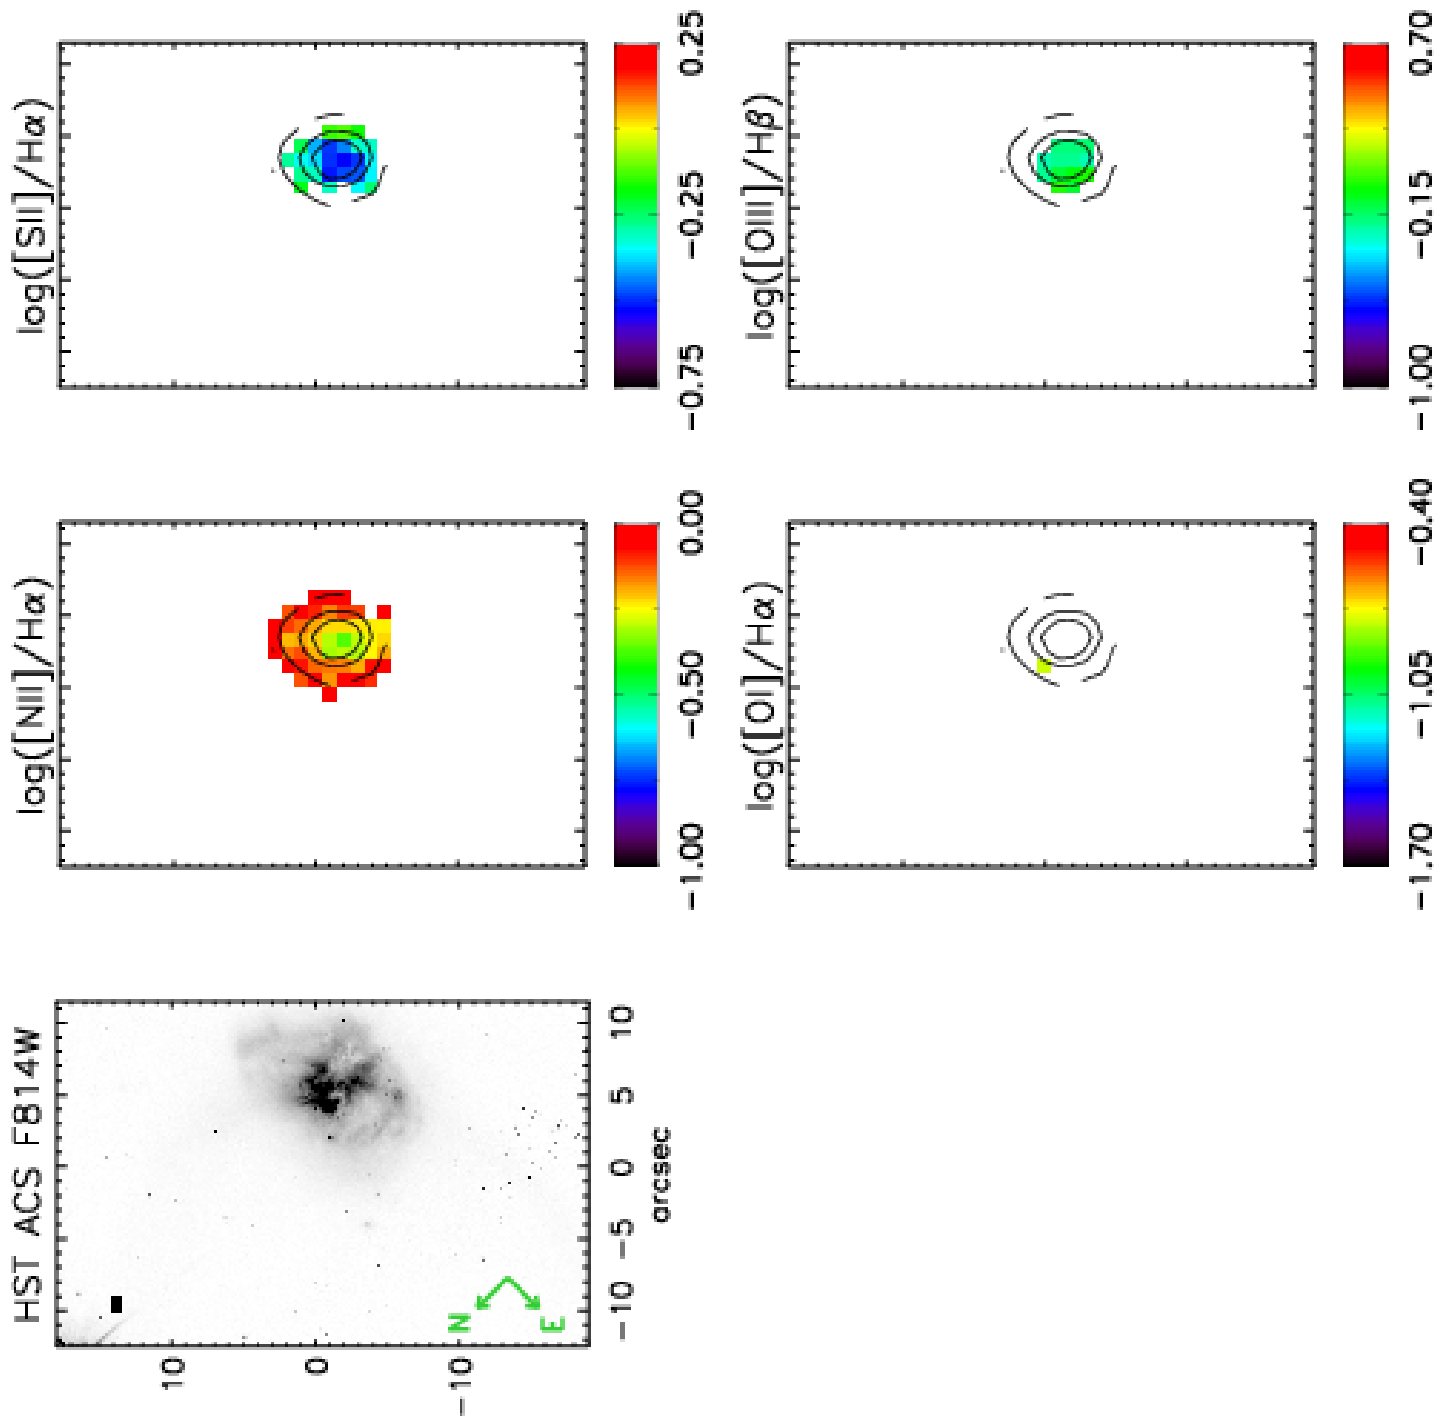 HST ACS F814W
10
0
−10
−10 −5 0 5 10
arcsec
N
E
log([NII]/Hα)
−1.00 −0.50 0.00
log([SII]/Hα)
−0.75 −0.25 0.25
log([OI]/Hα)
−1.70 −1.05 −0.40
log([OIII]/Hβ)
−1.00 −0.15 0.70